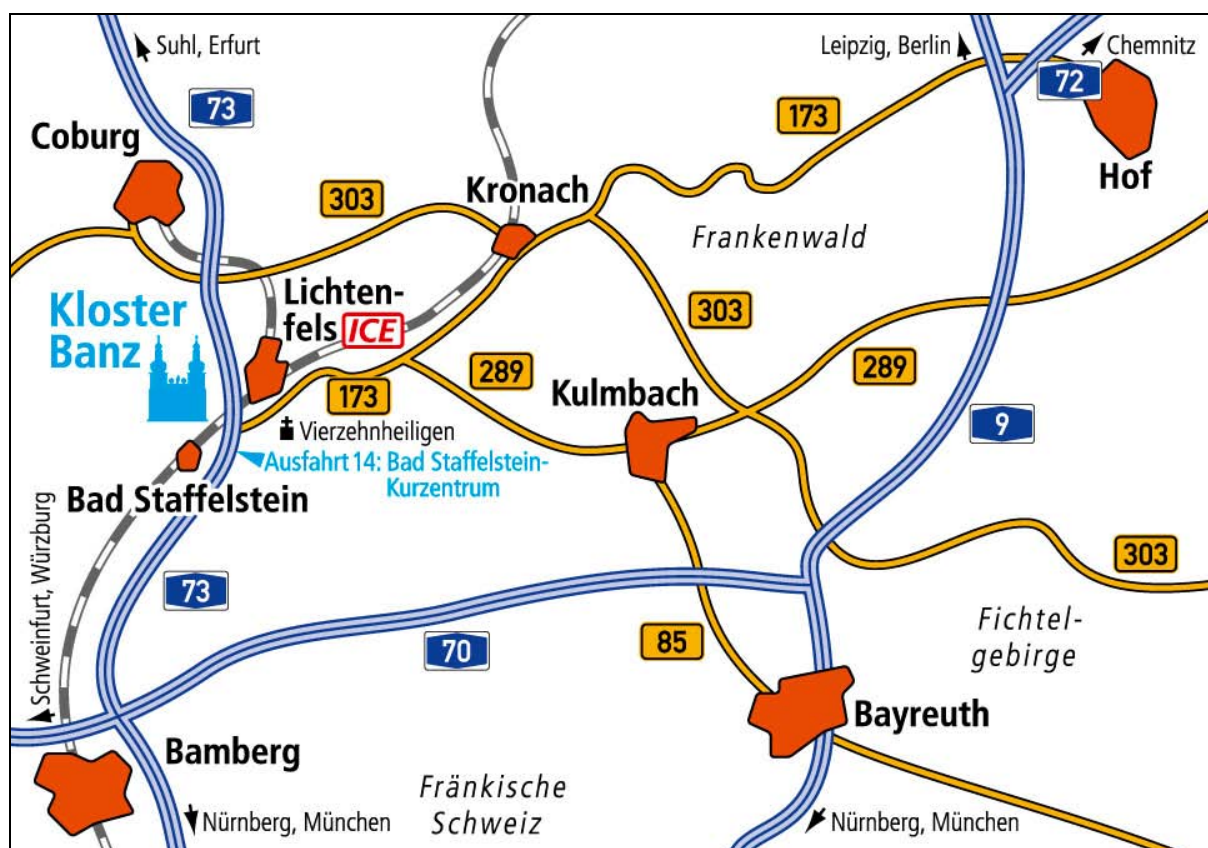 Suhl, Erfurt
Leipzig, Berlin
Chemnitz
73
72
173
Coburg
Hof
303
Kronach
Frankenwald
Kloster
Banz
Lichten-
fels
ICE
303
289
173
289
Kulmbach
9
Vierzehnheiligen
Ausfahrt 14: Bad Staffelstein-
Kurzentrum
Bad Staffelstein
Schweinfurt, Würzburg
73
303
70
85
Fichtel-
gebirge
Bayreuth
Bamberg
Fränkische
Schweiz
Nürnberg, München
Nürnberg, München